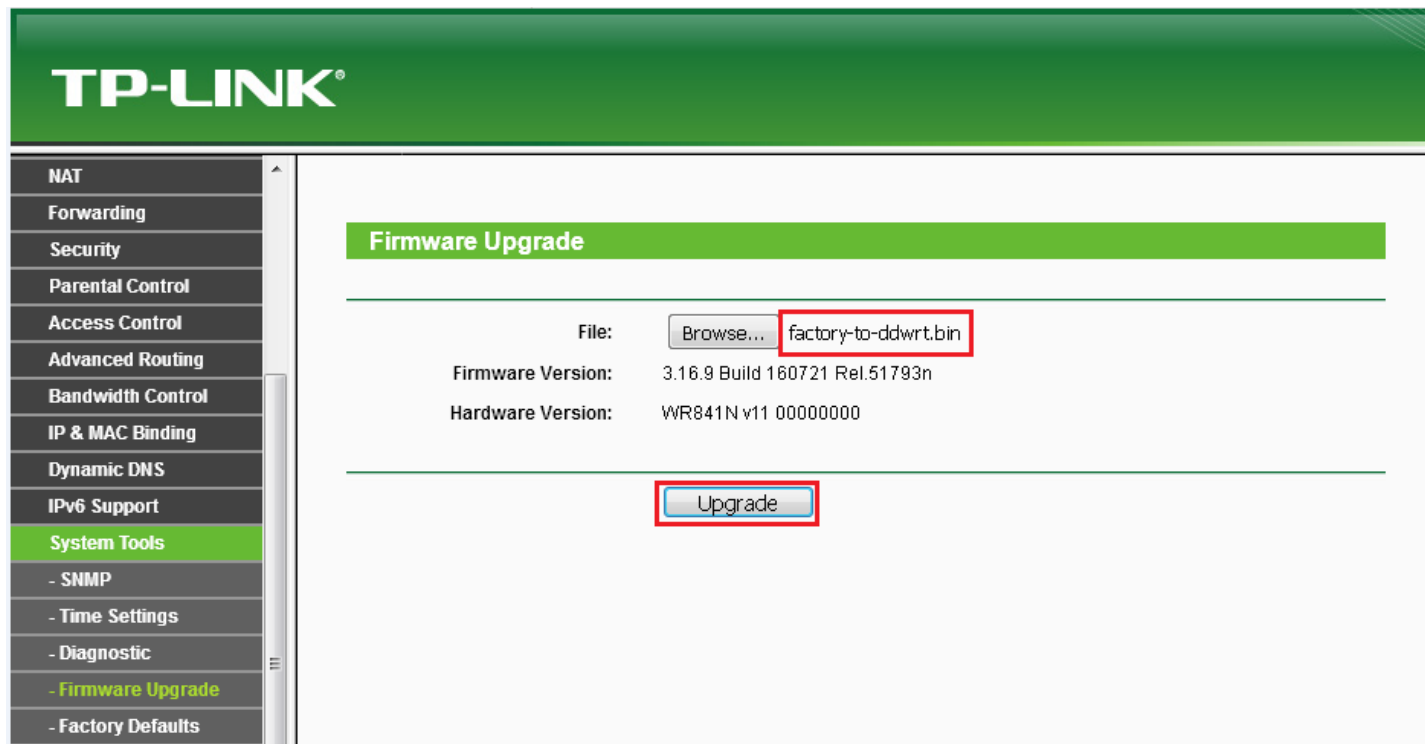 TP-LINK®
NAT
Forwarding
Security
Parental Control
Access Control
Advanced Routing
Bandwidth Control
IP & MAC Binding
Dynamic DNS
IPv6 Support
System Tools
- SNMP
- Time Settings
- Diagnostic
- Firmware Upgrade
- Factory Defaults
Firmware Upgrade
File: Browse... factory-to-ddwrt.bin
Firmware Version: 3.16.9 Build 160721 Rel.51793n
Hardware Version: WR841N v11 00000000
Upgrade